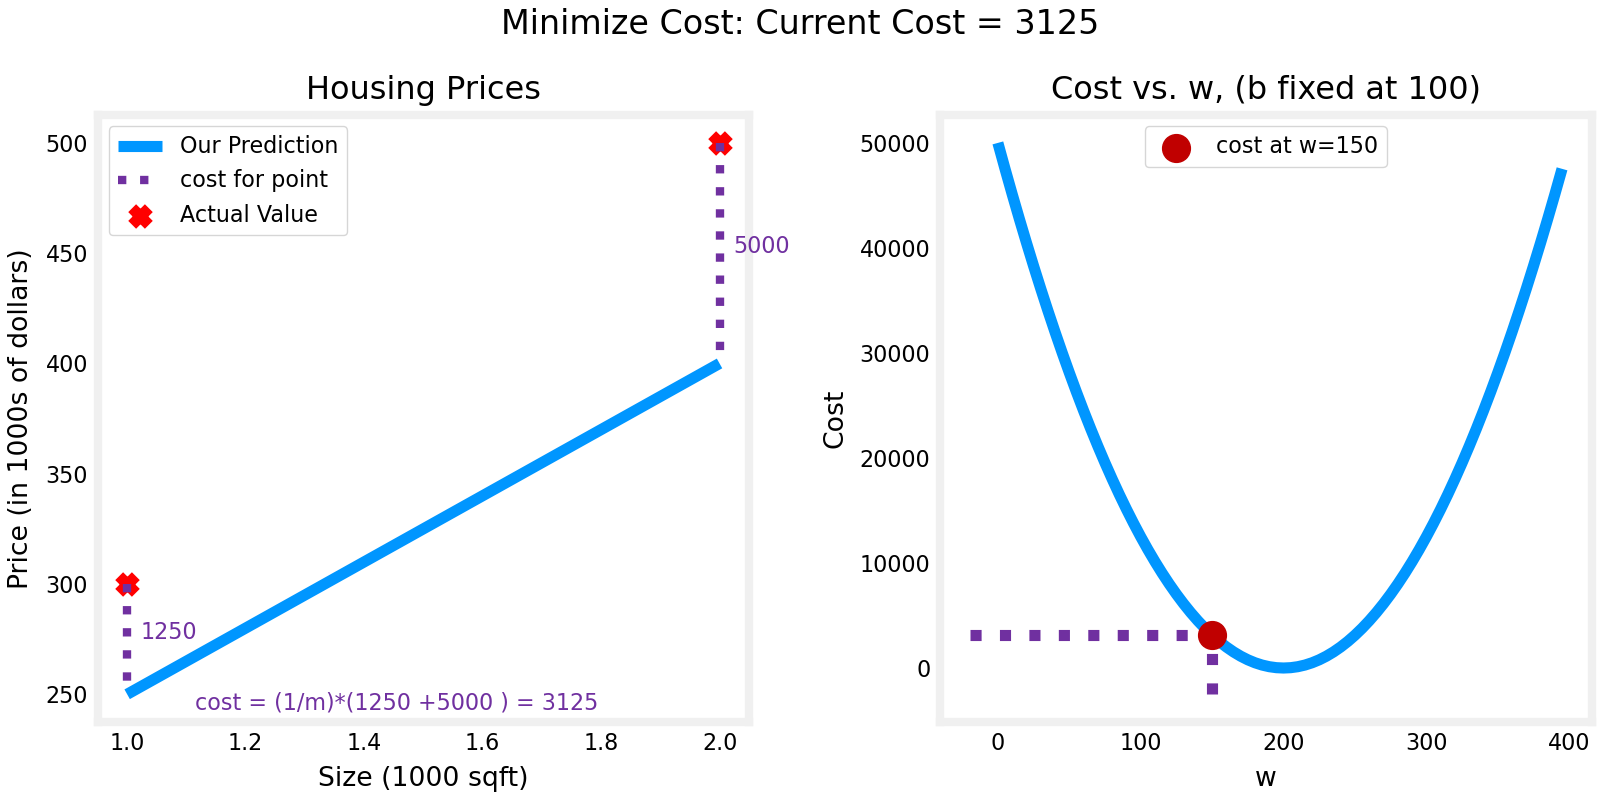 Minimize Cost: Current Cost = 3125
Housing Prices
Our Prediction
cost for point
Actual Value
500
450
400
350
300
250
Price (in 1000s of dollars)
5000
1250
cost = (1/m)*(1250 +5000 ) = 3125
1.0 1.2 1.4 1.6 1.8 2.0
Size (1000 sqft)
Cost vs. w, (b fixed at 100)
cost at w=150
50000
40000
30000
20000
10000
0
Cost
0 100 200 300 400
w